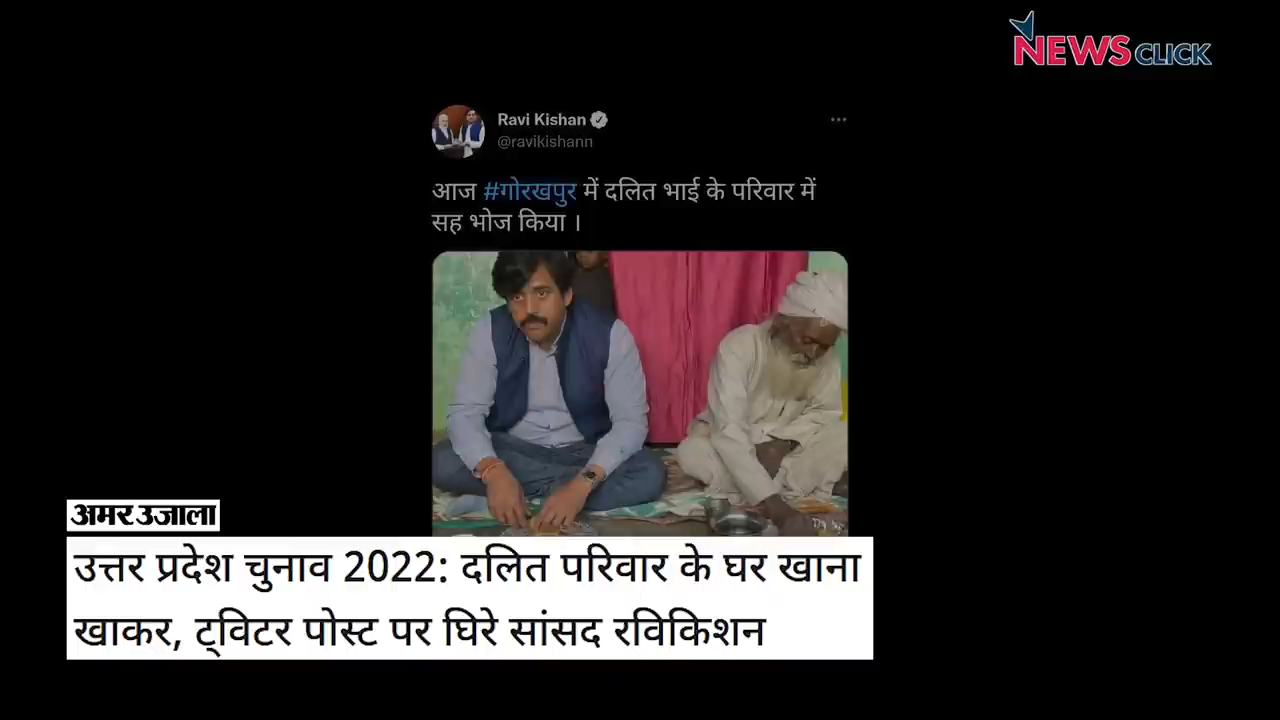 NEWSCLICK
Ravi Kishan
@ravikishann
आज #गोरखपुर में दलित भाई के परिवार में
सह भोज किया ।
अमर उजाला
उत्तर प्रदेश चुनाव 2022: दलित परिवार के घर खाना
खाकर, ट्विटर पोस्ट पर घिरे सांसद रविकिशन